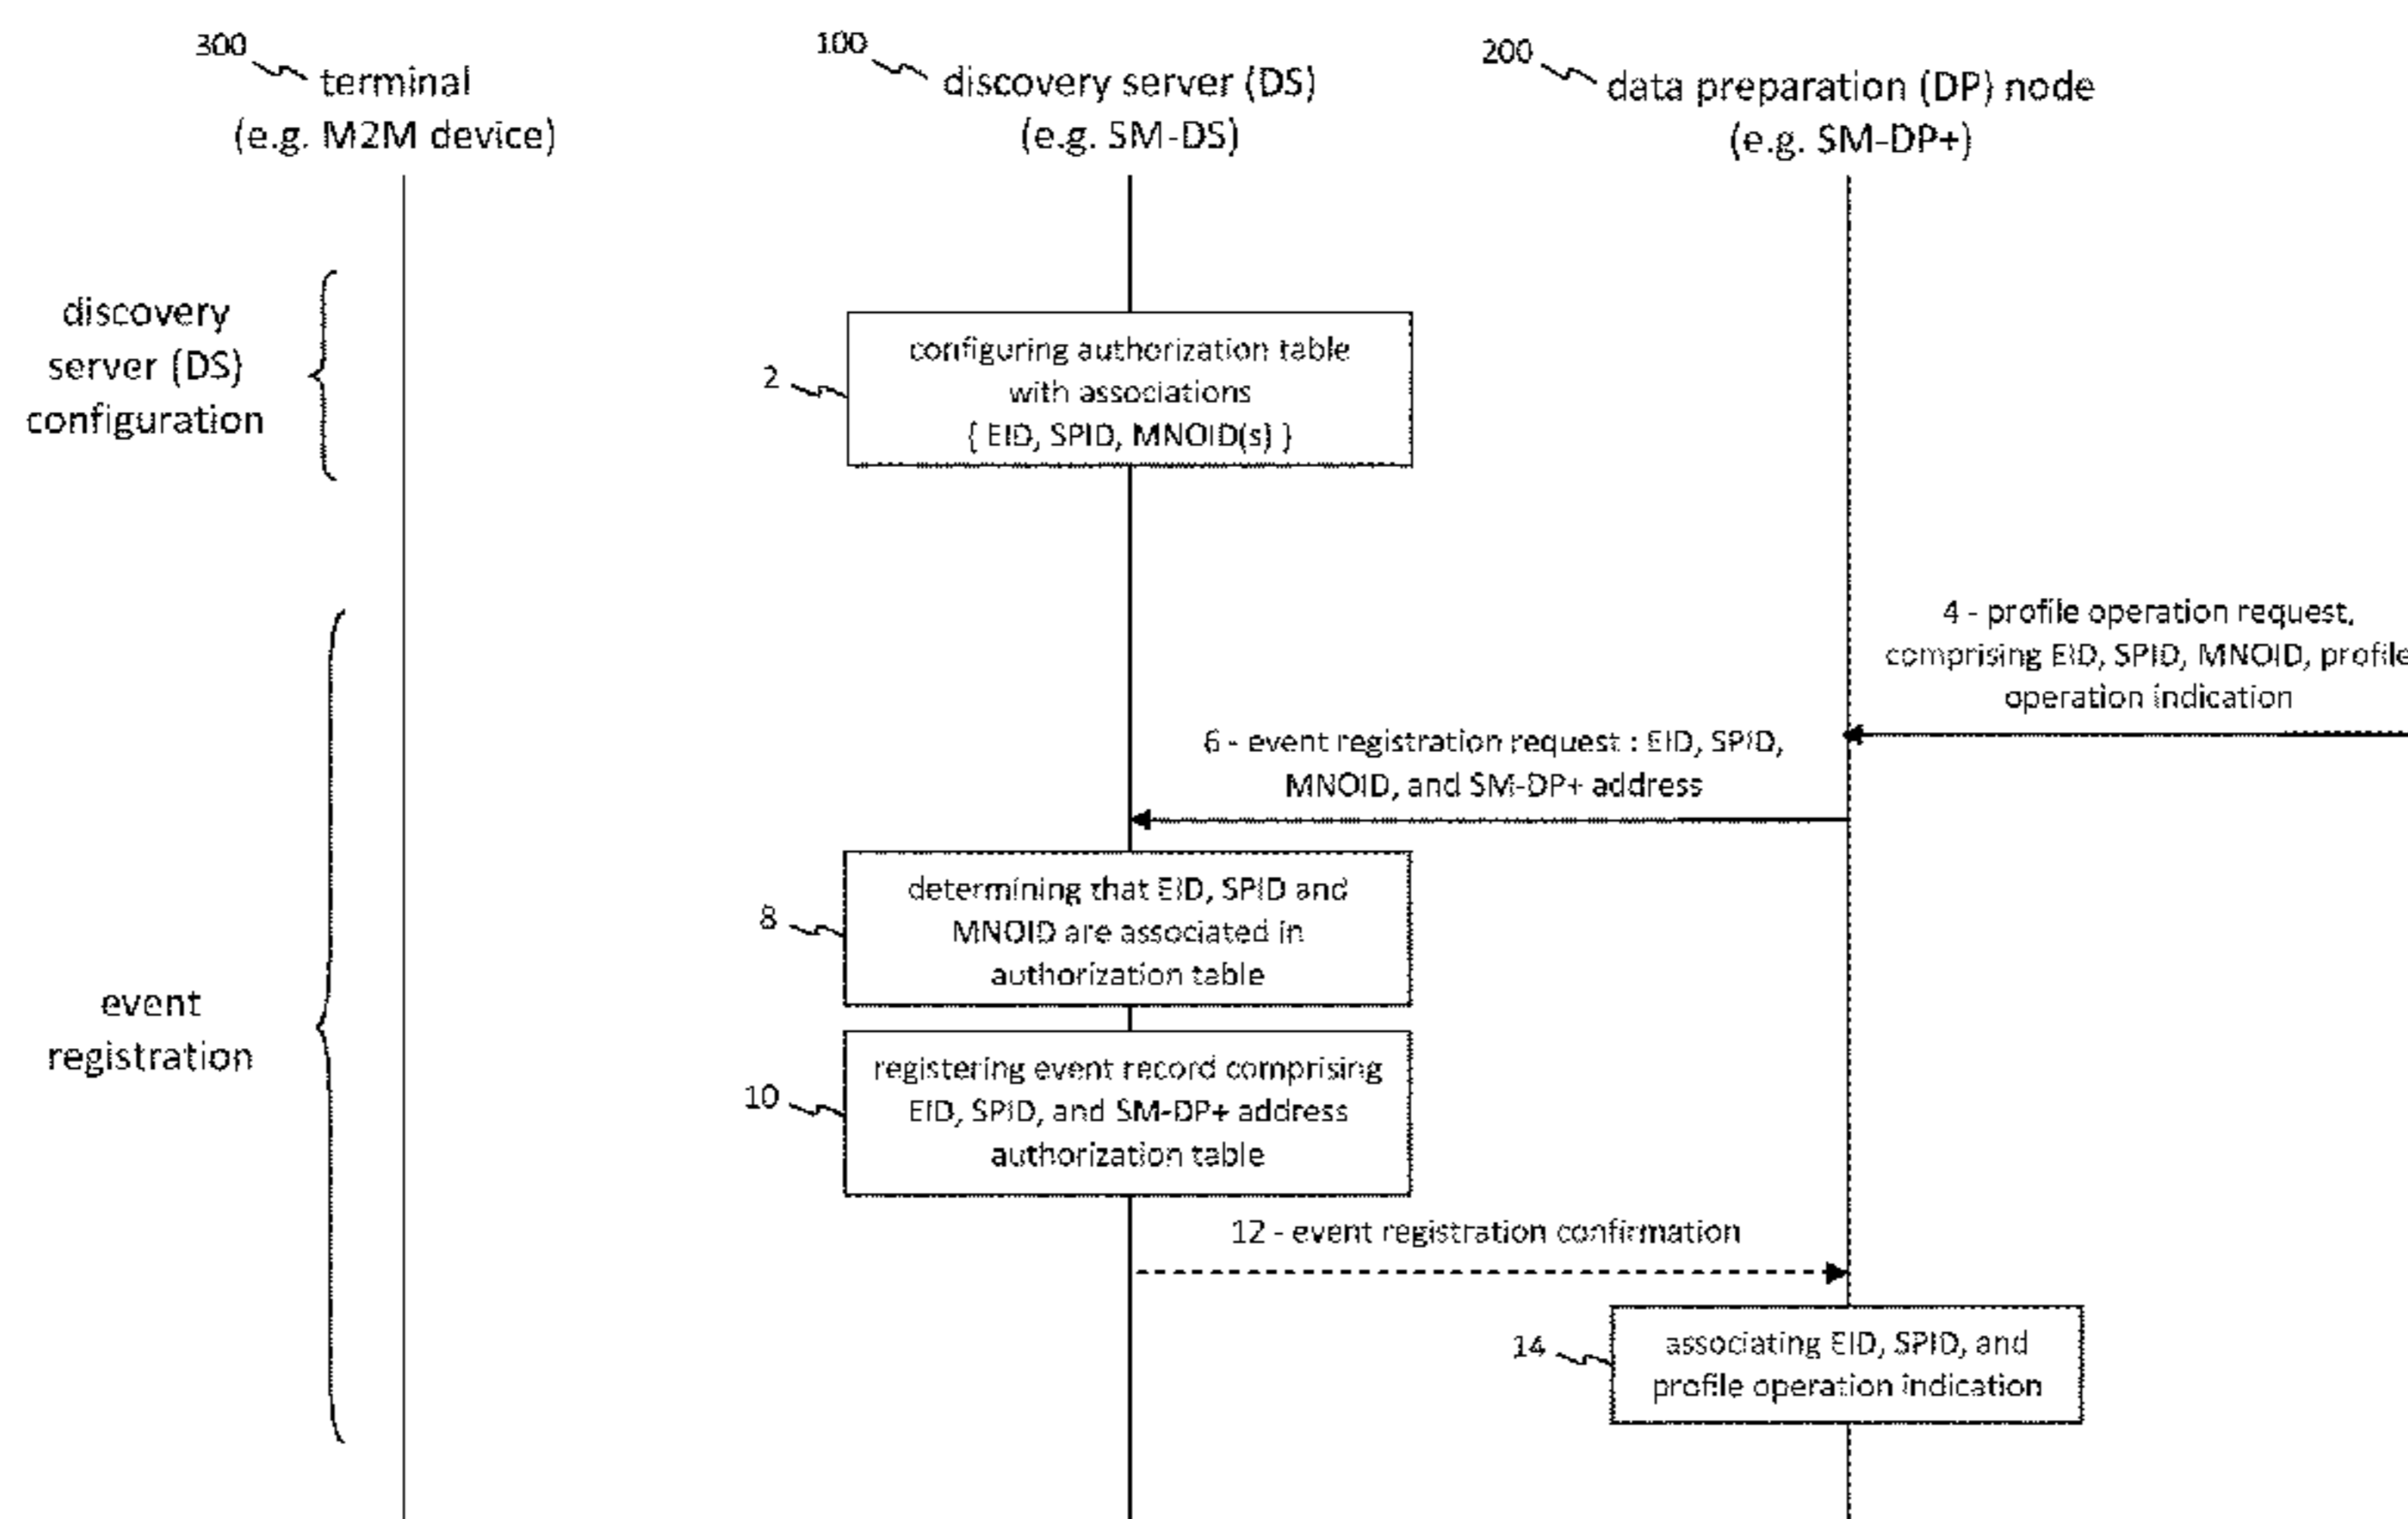 300
terminal
(e.g. M2M device)
100
discovery server (DS)
(e.g. SM-DS)
200
data preparation (DP) node
(e.g. SM-DP+)
discovery
server (DS)
configuration
2
configuring authorization table
with associations
{ EID, SPID, MNOID(s) }
4 - profile operation request,
comprising EID, SPID, MNOID, profile
operation indication
6 - event registration request : EID, SPID,
MNOID, and SM-DP+ address
8
determining that EID, SPID and
MNOID are associated in
authorization table
event
registration
10
registering event record comprising
EID, SPID, and SM-DP+ address
authorization table
12 - event registration confirmation
14
associating EID, SPID, and
profile operation indication